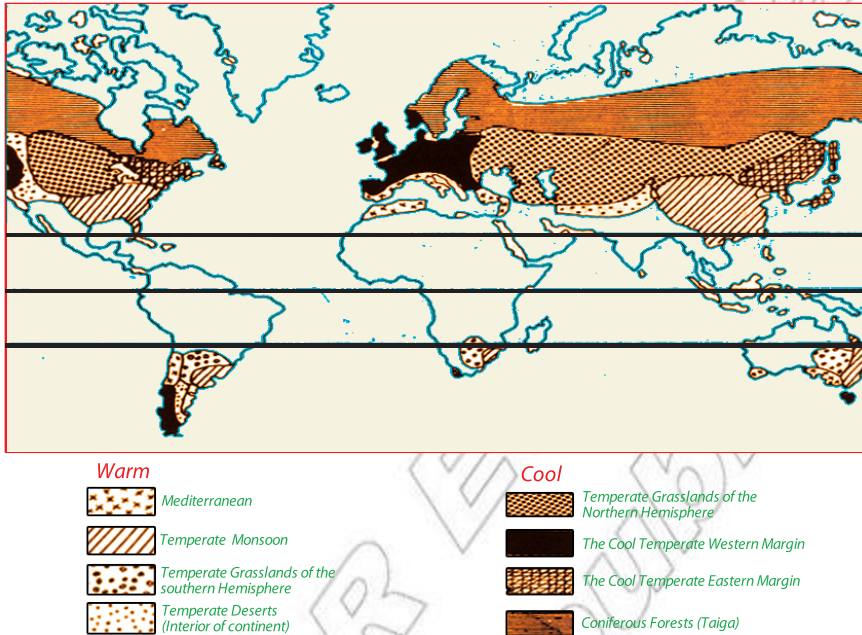 Warm
Mediterranean
Temperate Monsoon
Temperate Grasslands of the
southern Hemisphere
Temperate Deserts
(Interior of continent)
Cool
Temperate Grasslands of the
Northern Hemisphere
The Cool Temperate Western Margin
The Cool Temperate Eastern Margin
Coniferous Forests (Taiga)